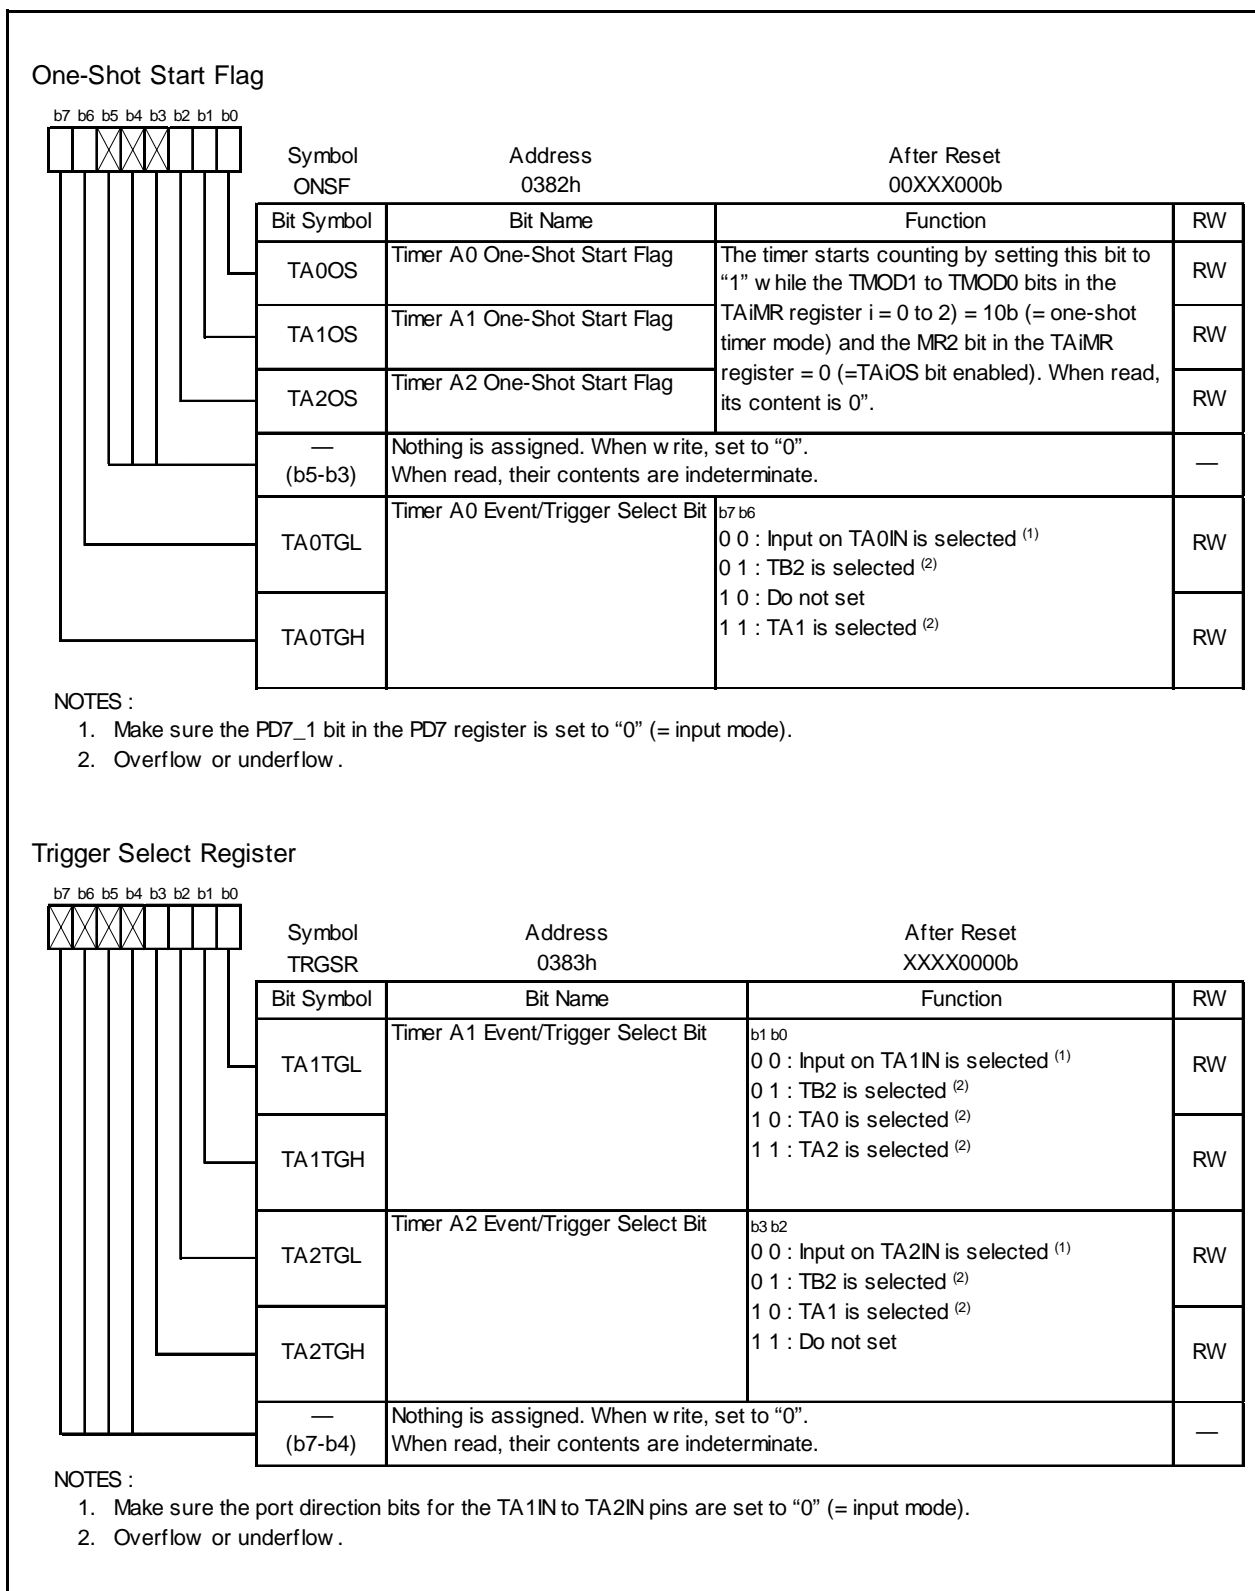 One-Shot Start Flag
b7 b6 b5 b4 b3 b2 b1 b0
Symbol Address After Reset
ONSF 0382h 00XXX000b
Bit Symbol Bit Name Function RW
TA0OS Timer A0 One-Shot Start Flag The timer starts counting by setting this bit to RW
“1” while the TMOD1 to TMOD0 bits in the
TA1OS Timer A1 One-Shot Start Flag TAiMR register i = 0 to 2) = 10b (= one-shot RW
timer mode) and the MR2 bit in the TAiMR
TA2OS Timer A2 One-Shot Start Flag register = 0 (=TAiOS bit enabled). When read, RW
its content is 0”.
— Nothing is assigned. When write, set to “0”. —
(b5-b3) When read, their contents are indeterminate.
Timer A0 Event/Trigger Select Bit b7 b6
TA0TGL 0 0 : Input on TA0IN is selected (1) RW
0 1 : TB2 is selected (2)
1 0 : Do not set
TA0TGH 1 1 : TA1 is selected (2) RW
NOTES :
1. Make sure the PD7_1 bit in the PD7 register is set to “0” (= input mode).
2. Overflow or underflow.
Trigger Select Register
b7 b6 b5 b4 b3 b2 b1 b0
Symbol Address After Reset
TRGSR 0383h XXXX0000b
Bit Symbol Bit Name Function RW
Timer A1 Event/Trigger Select Bit b1 b0
TA1TGL 0 0 : Input on TA1IN is selected (1) RW
0 1 : TB2 is selected (2)
1 0 : TA0 is selected (2)
TA1TGH 1 1 : TA2 is selected (2) RW
Timer A2 Event/Trigger Select Bit b3 b2
TA2TGL 0 0 : Input on TA2IN is selected (1) RW
0 1 : TB2 is selected (2)
1 0 : TA1 is selected (2)
TA2TGH 1 1 : Do not set RW
— Nothing is assigned. When write, set to “0”. —
(b7-b4) When read, their contents are indeterminate.
NOTES :
1. Make sure the port direction bits for the TA1IN to TA2IN pins are set to “0” (= input mode).
2. Overflow or underflow.